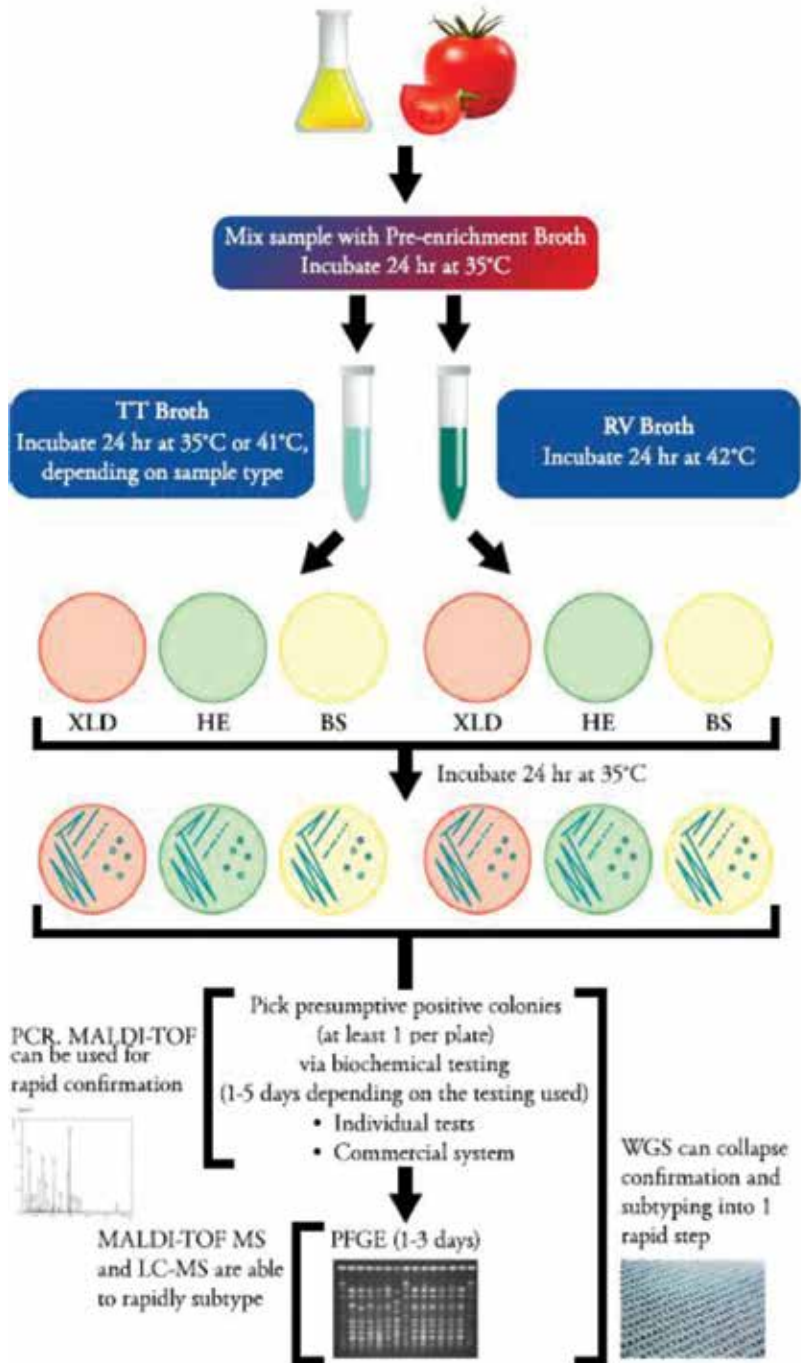 Mix sample with Pre-enrichment Broth
Incubate 24 hr at 35°C
TT Broth
Incubate 24 hr at 35°C or 41°C,
depending on sample type
RV Broth
Incubate 24 hr at 42°C
XLD
HE
BS
XLD
HE
BS
Incubate 24 hr at 35°C
PCR, MALDI-TOF
can be used for
rapid confirmation
Pick presumptive positive colonies
(at least 1 per plate)
via biochemical testing
(1-5 days depending on the testing used)
• Individual tests
• Commercial system
WGS can collapse
confirmation and
subtyping into 1
rapid step
MALDI-TOF MS
and LC-MS are able
to rapidly subtype
PFGE (1-3 days)